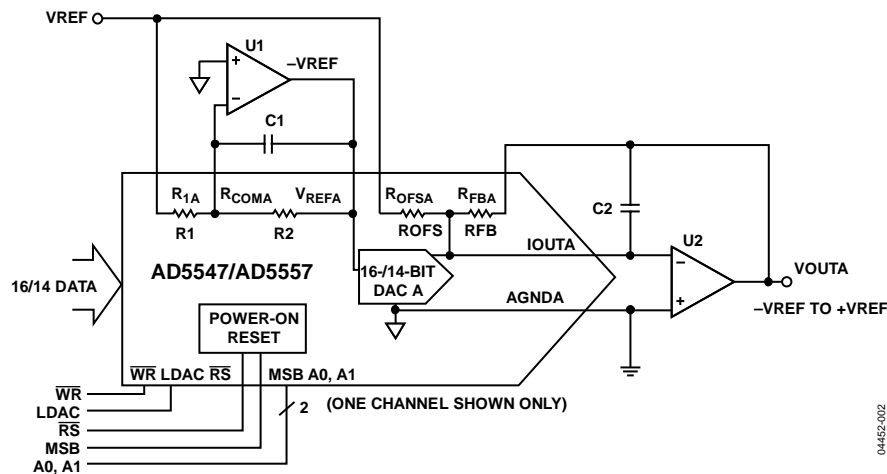 VREF
U1
+
–VREF
–
C1
R1A RCOMA VREFA ROFSA RFBA
R1 R2 ROFS RFB
C2
U2
IOUTA
–
16/14 DATA
AD5547/AD5557
16-/14-BIT
DAC A
VOUTA
AGNDA
+
–VREF TO +VREF
POWER-ON
RESET
WR LDAC RS MSB A0, A1
WR
2 (ONE CHANNEL SHOWN ONLY)
LDAC
RS
MSB
A0, A1
04452-002